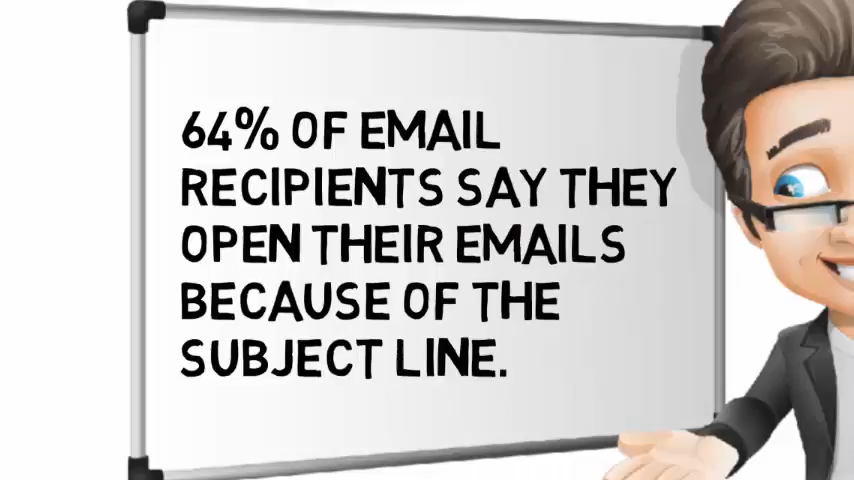 64% OF EMAIL
RECIPIENTS SAY THEY
OPEN THEIR EMAILS
BECAUSE OF THE
SUBJECT LINE.